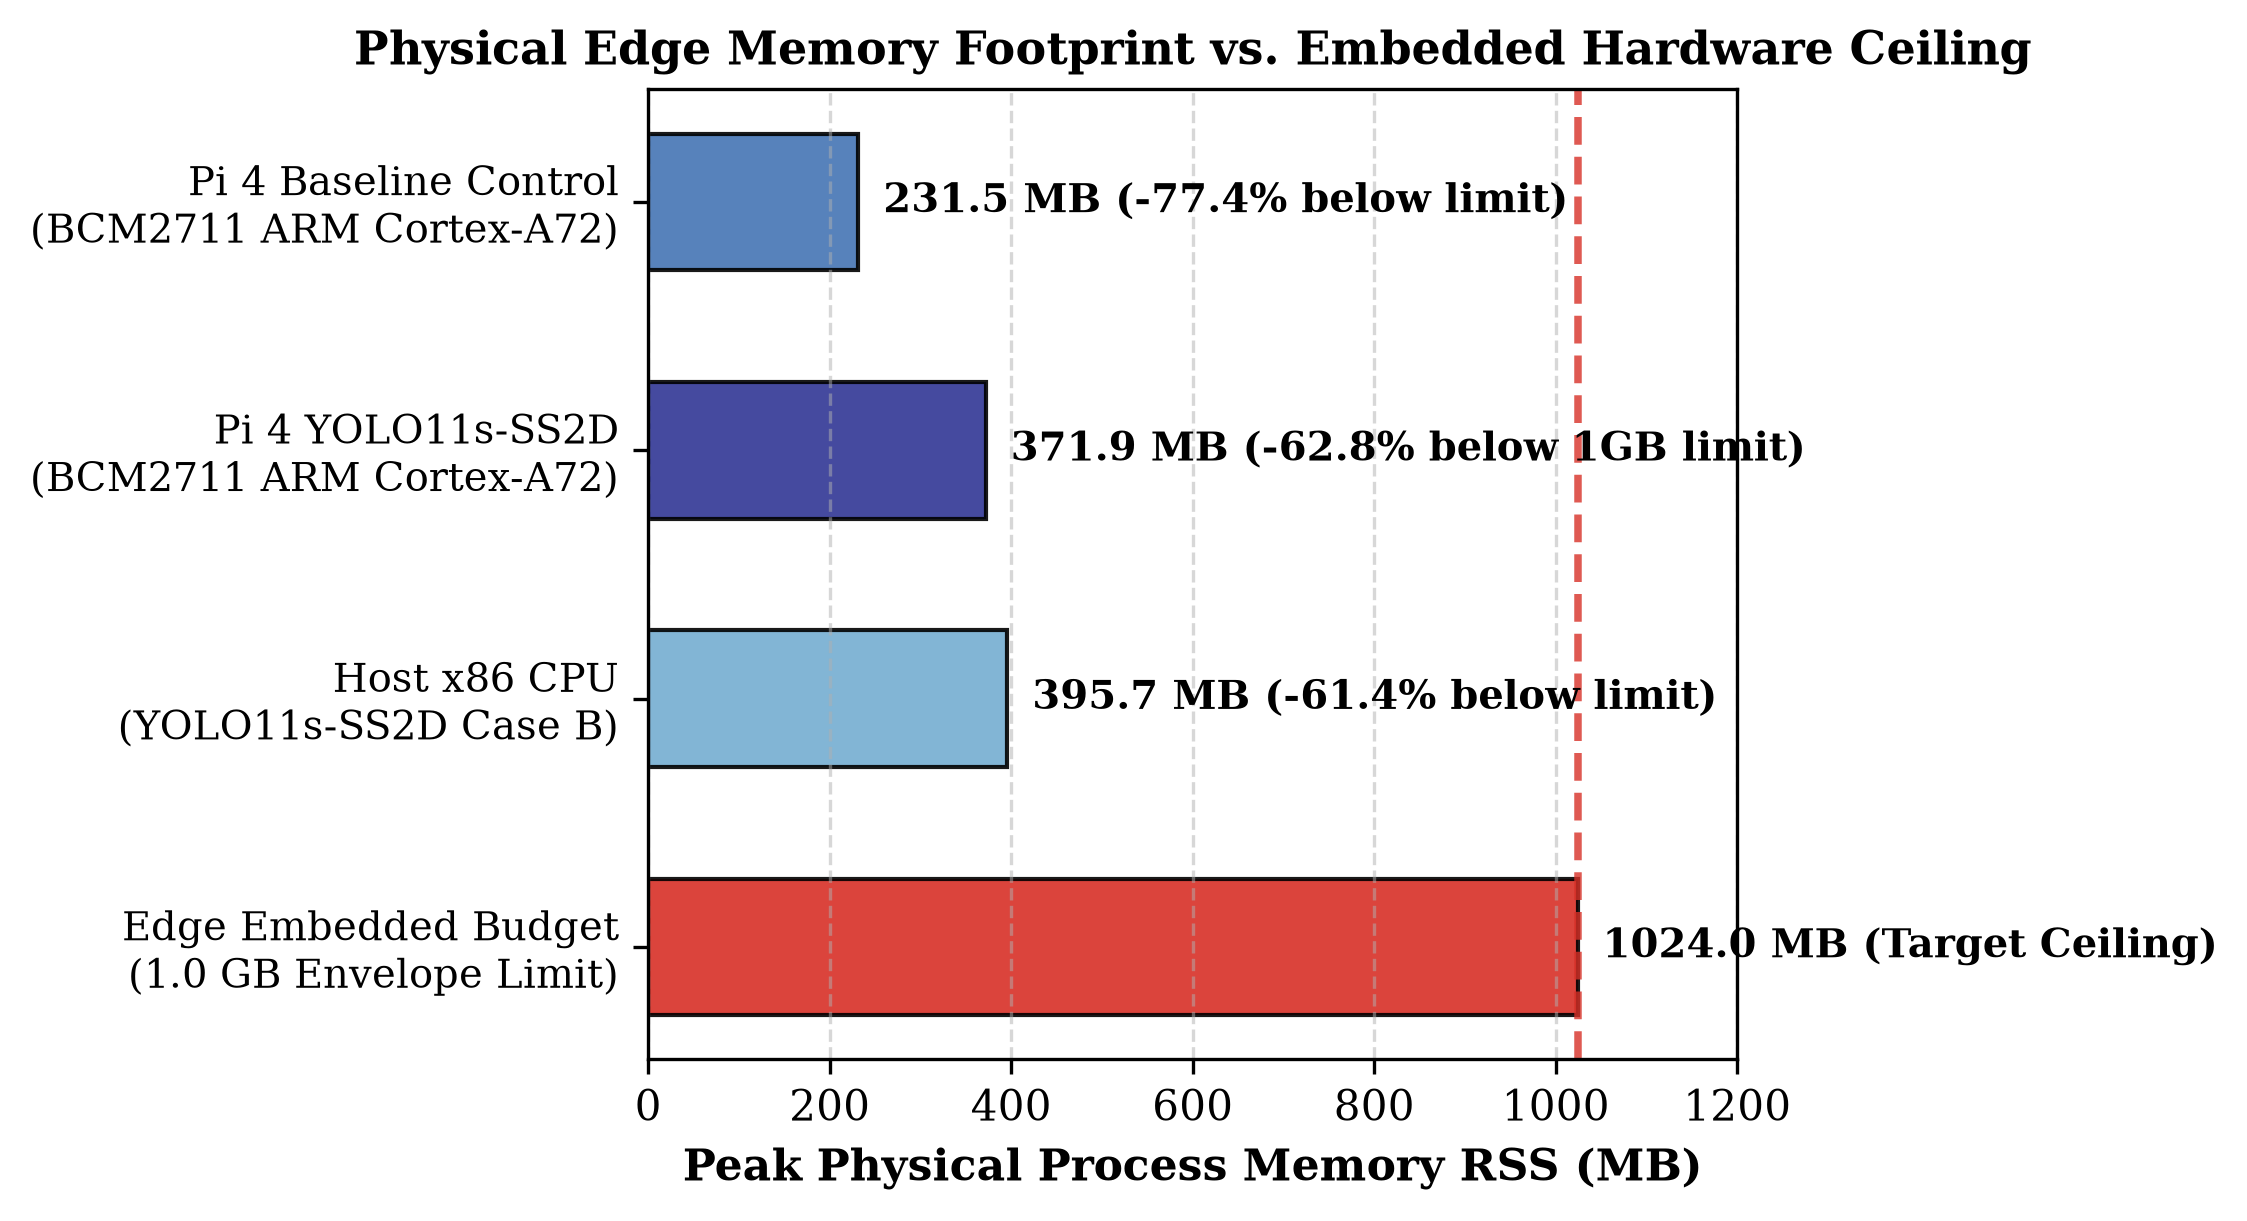 Physical Edge Memory Footprint vs. Embedded Hardware Ceiling
Pi 4 Baseline Control
(BCM2711 ARM Cortex-A72)
231.5 MB (-77.4% below limit)
Pi 4 YOLO11s-SS2D
(BCM2711 ARM Cortex-A72)
371.9 MB (-62.8% below 1GB limit)
Host x86 CPU
(YOLO11s-SS2D Case B)
395.7 MB (-61.4% below limit)
Edge Embedded Budget
(1.0 GB Envelope Limit)
1024.0 MB (Target Ceiling)
0 200 400 600 800 1000 1200
Peak Physical Process Memory RSS (MB)